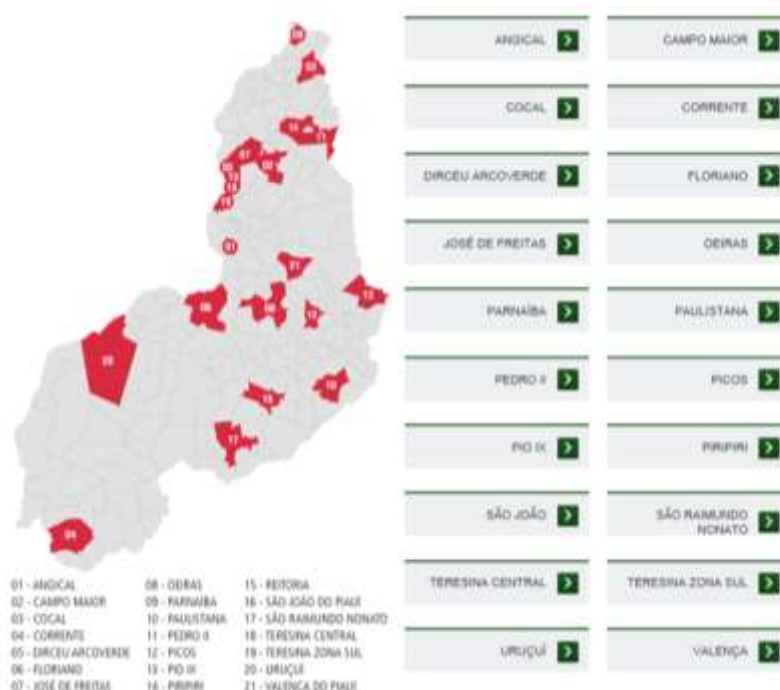 ANGICAL
CAMPO MAIOR
COCAL
CORRENTE
DIRCEU ARCOVERDE
FLORIANO
JOSÉ DE FREITAS
OEIRAS
PARNAÍBA
PAULISTANA
PEDRO II
PICOS
PIO IX
PIRIPIRI
SÃO JOÃO
SÃO RAIMUNDO
NONATO
TERESINA CENTRAL
TERESINA ZONA SUL
URUÇUÍ
VALENÇA
01
04
17
01 - ANGICAL
02 - CAMPO MAIOR
03 - COCAL
04 - CORRENTE
05 - DIRCEU ARCOVERDE
06 - FLORIANO
07 - JOSÉ DE FREITAS
08 - OEIRAS
09 - PARNAÍBA
10 - PAULISTANA
11 - PEDRO II
12 - PICOS
13 - PIO IX
14 - PIRIPIRI
15 - REITORIA
16 - SÃO JOÃO DO PIAUÍ
17 - SÃO RAIMUNDO NONATO
18 - TERESINA CENTRAL
19 - TERESINA ZONA SUL
20 - URUÇUÍ
21 - VALENÇA DO PIAUÍ